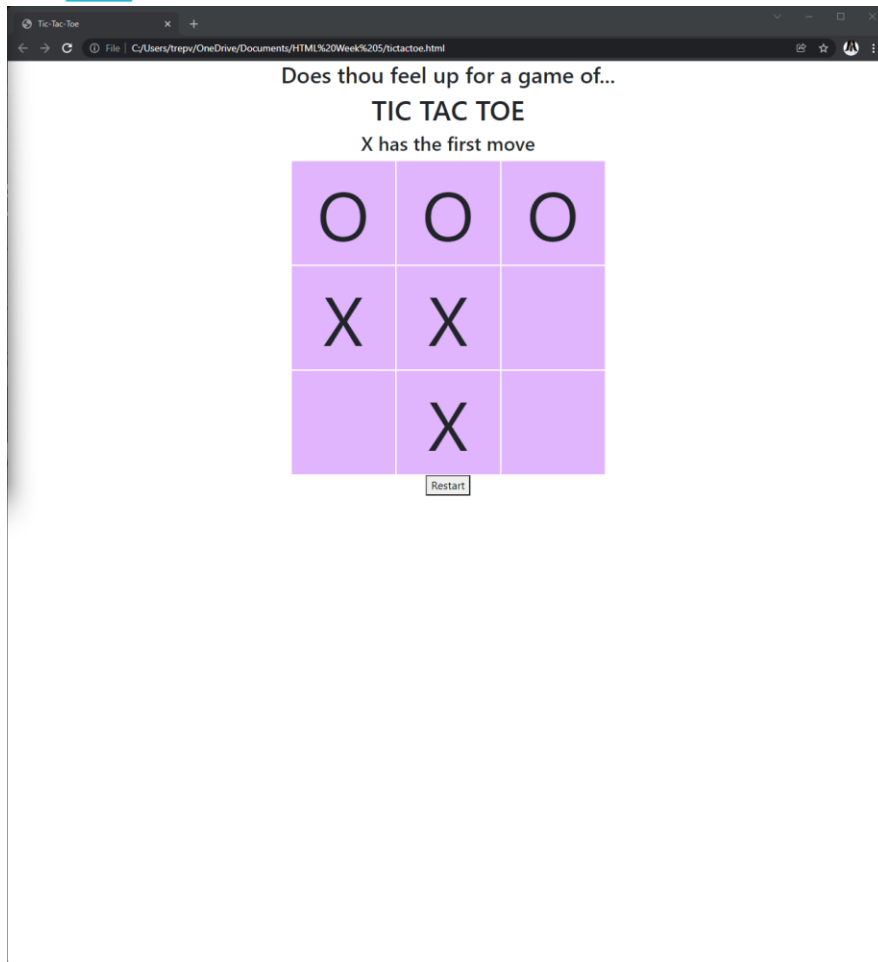 Tic-Tac-Toe
File | C:/Users/trepv/OneDrive/Documents/HTML%20Week%205/tictactoe.html
Does thou feel up for a game of...
TIC TAC TOE
X has the first move
O O O
X X
X
Restart